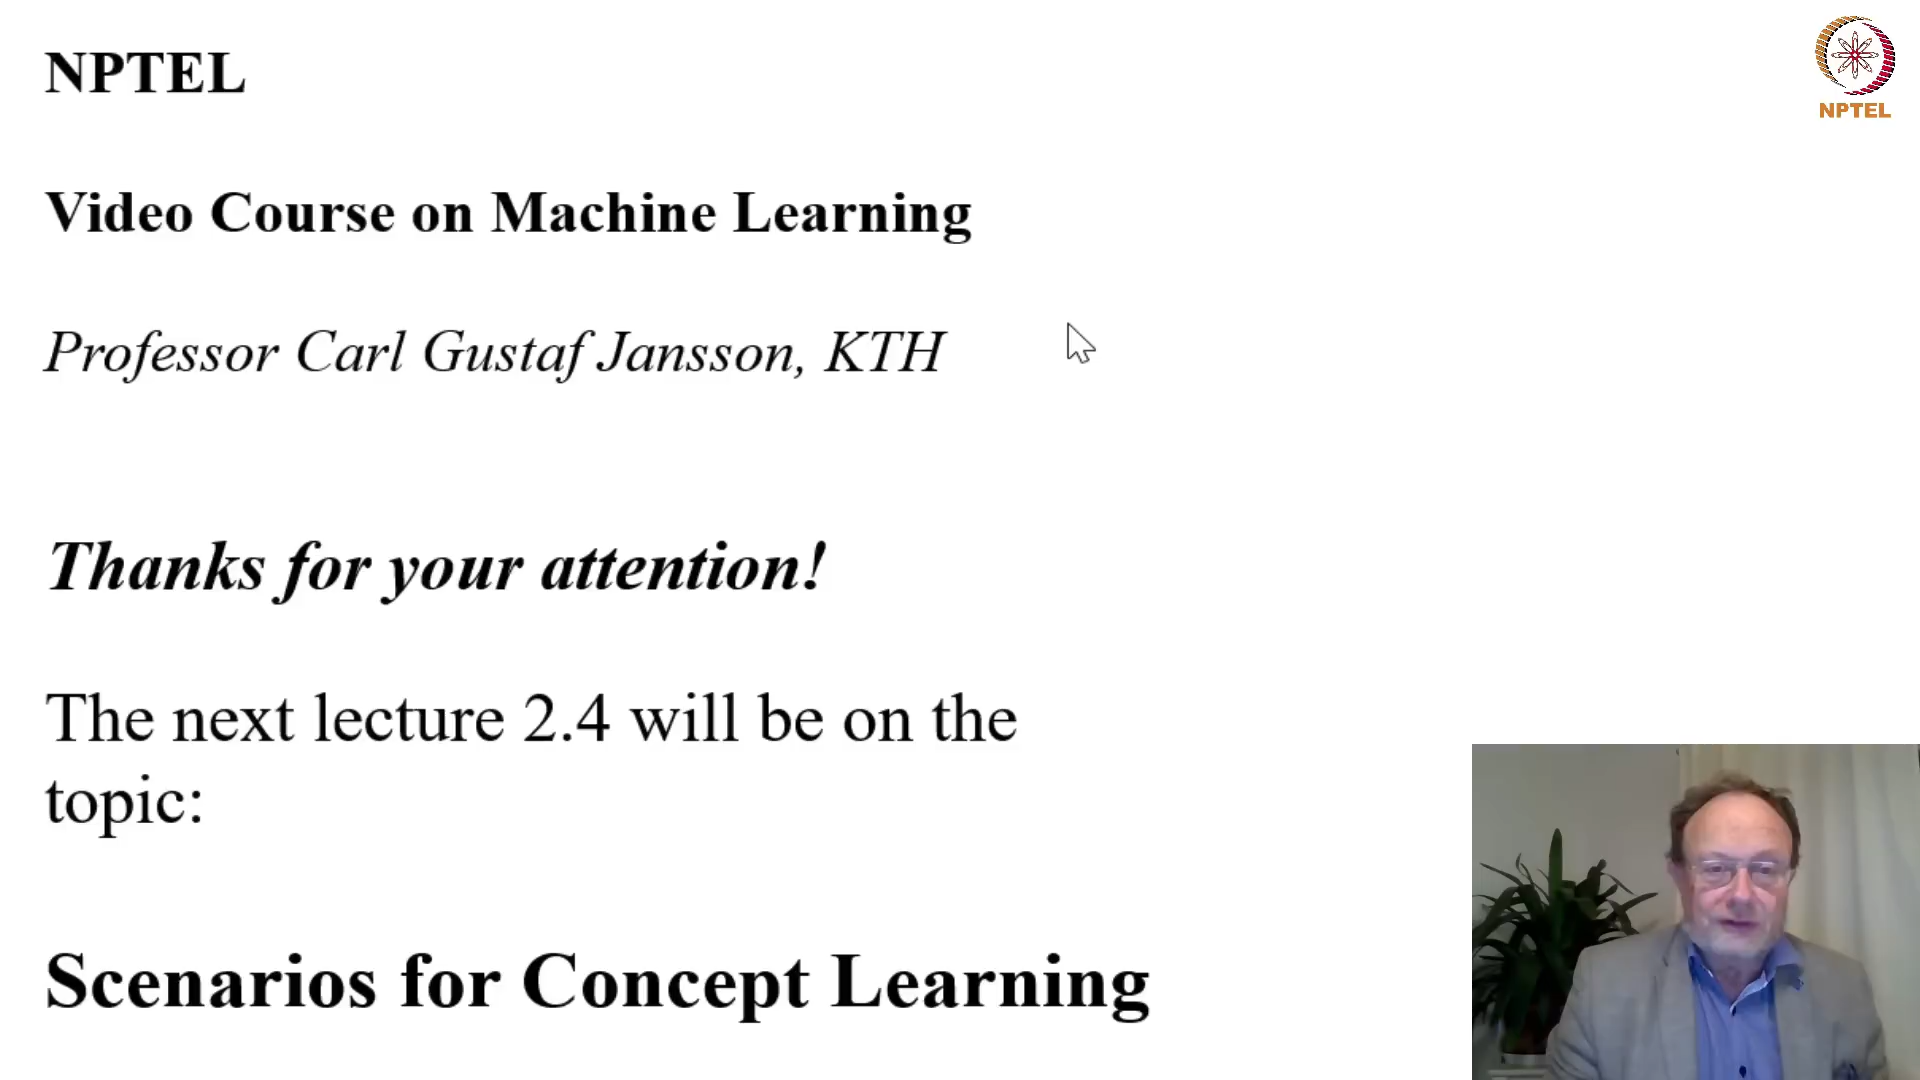 NPTEL
NPTEL
Video Course on Machine Learning
Professor Carl Gustaf Jansson, KTH
Thanks for your attention!
The next lecture 2.4 will be on the
topic:
Scenarios for Concept Learning